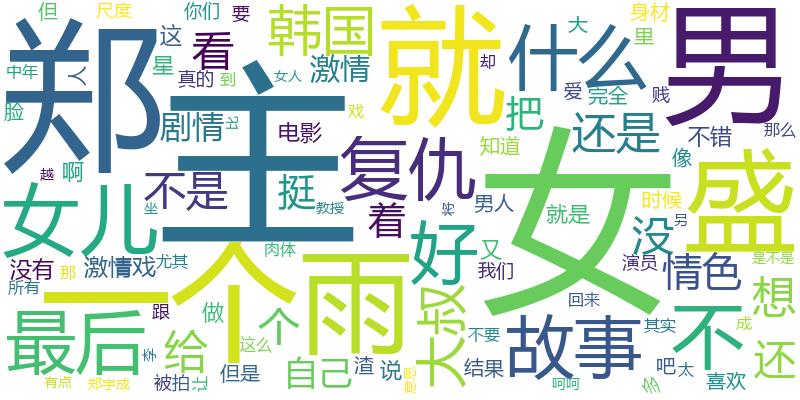 但
尺度
你们
要
身材
韩国
就
什么
男
郑
主
这
看
星
真的
到
激情
女人
却
大
里
中年
人
脸
剧情
电影
戏
把
爱
完全
贱
还是
不错
那么
像
知道
复仇
女
盛
越
啊
女儿
不是
挺
坐
教授
着
男人
就是
时候
没
男
没有
激情戏
尤其
肉体
好
又
我们
演员
情色
是不是
所有
那
一个
雨
回来
想
跟
做
个
大叔
不要
故事
其实
不
成
最后
给
这么
还
李
自己
渣
说
结果
吧
太
有点
郑宇成
被拍
让
但是
呵呵
多
喜欢